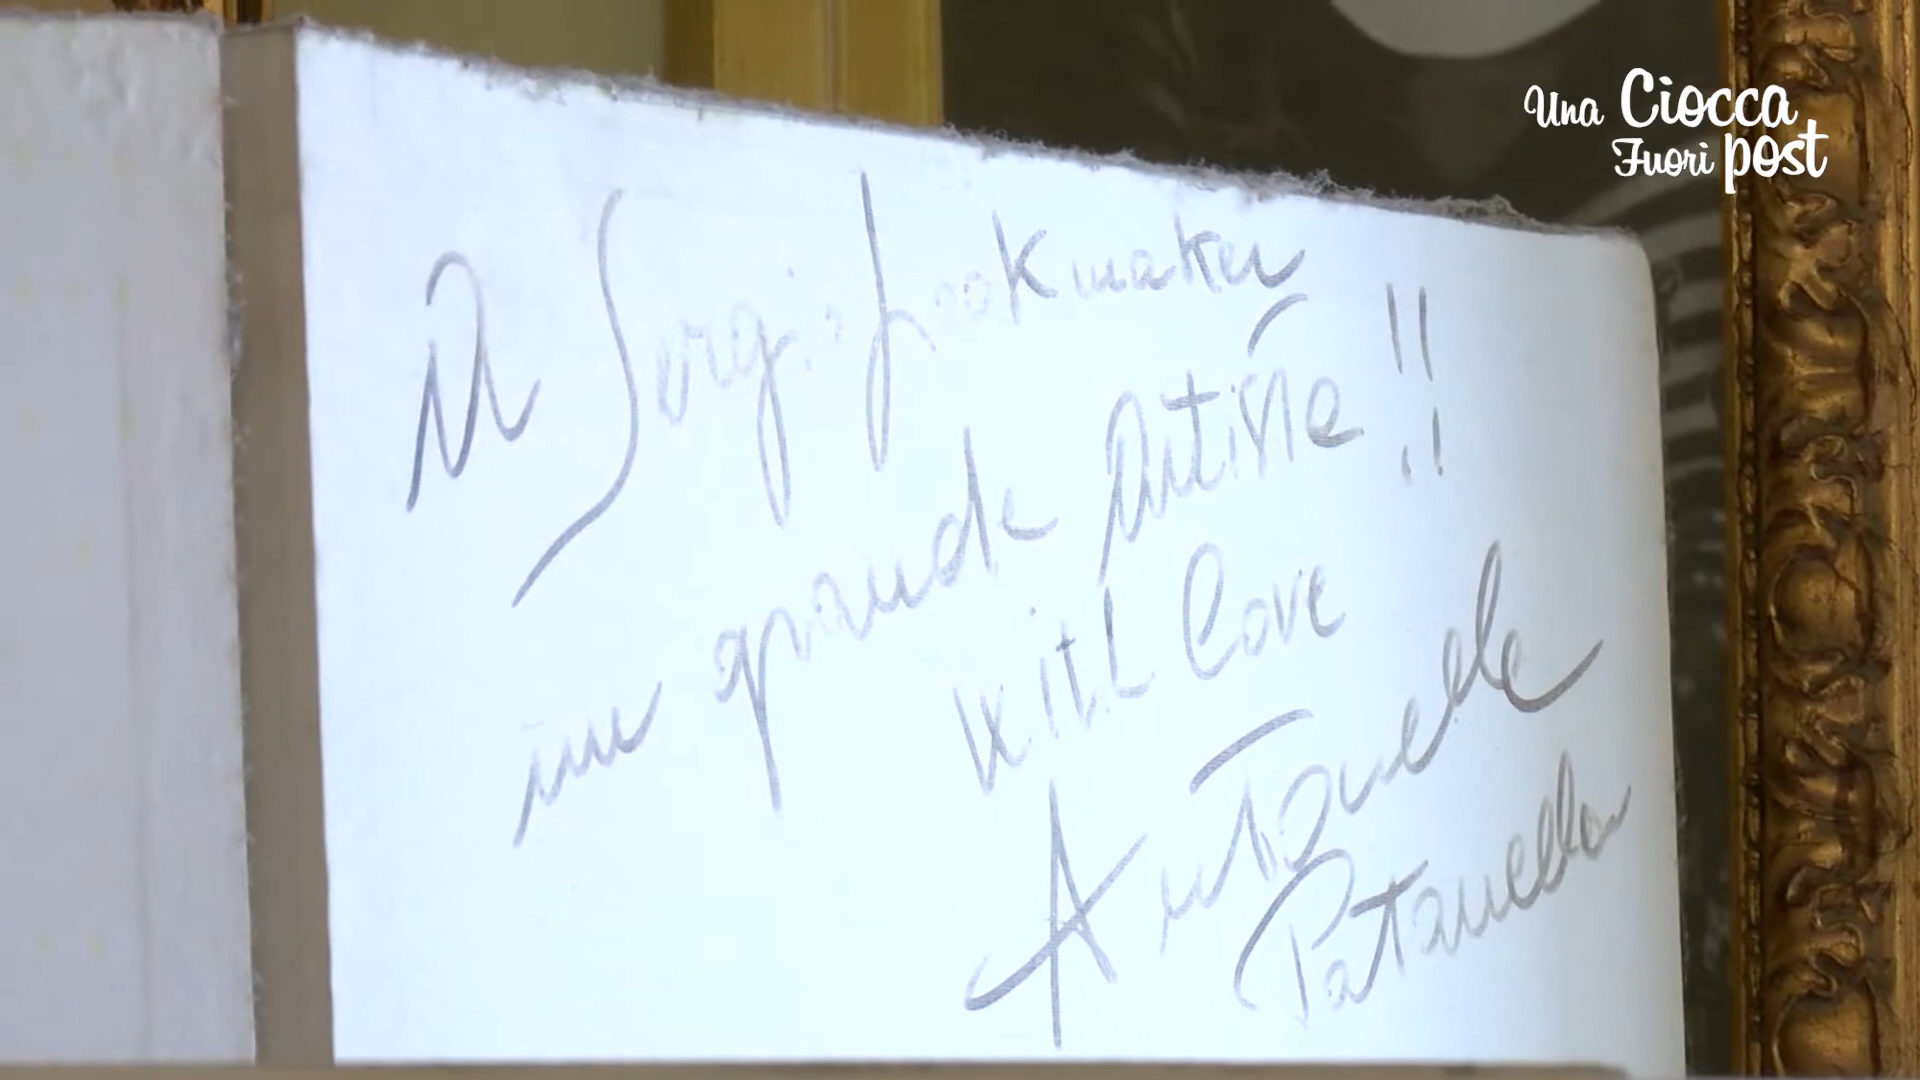 Una Ciocca
Fuori post
A Sergio Lookmaker
un grande Artista!!
with love
Antonella
Patanella